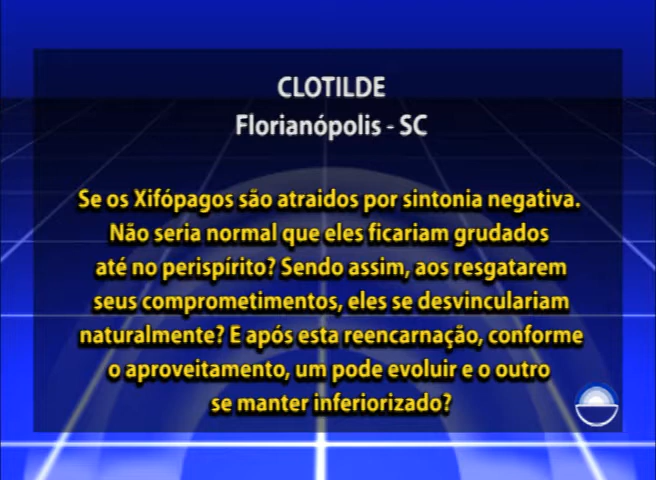 CLOTILDE
Florianópolis - SC
Se os Xifópagos são atraidos por sintonia negativa.
Não seria normal que eles ficariam grudados
até no perispírito? Sendo assim, aos resgatarem
seus comprometimentos, eles se desvinculariam
naturalmente? E após esta reencarnação, conforme
o aproveitamento, um pode evoluir e o outro
se manter inferiorizado?